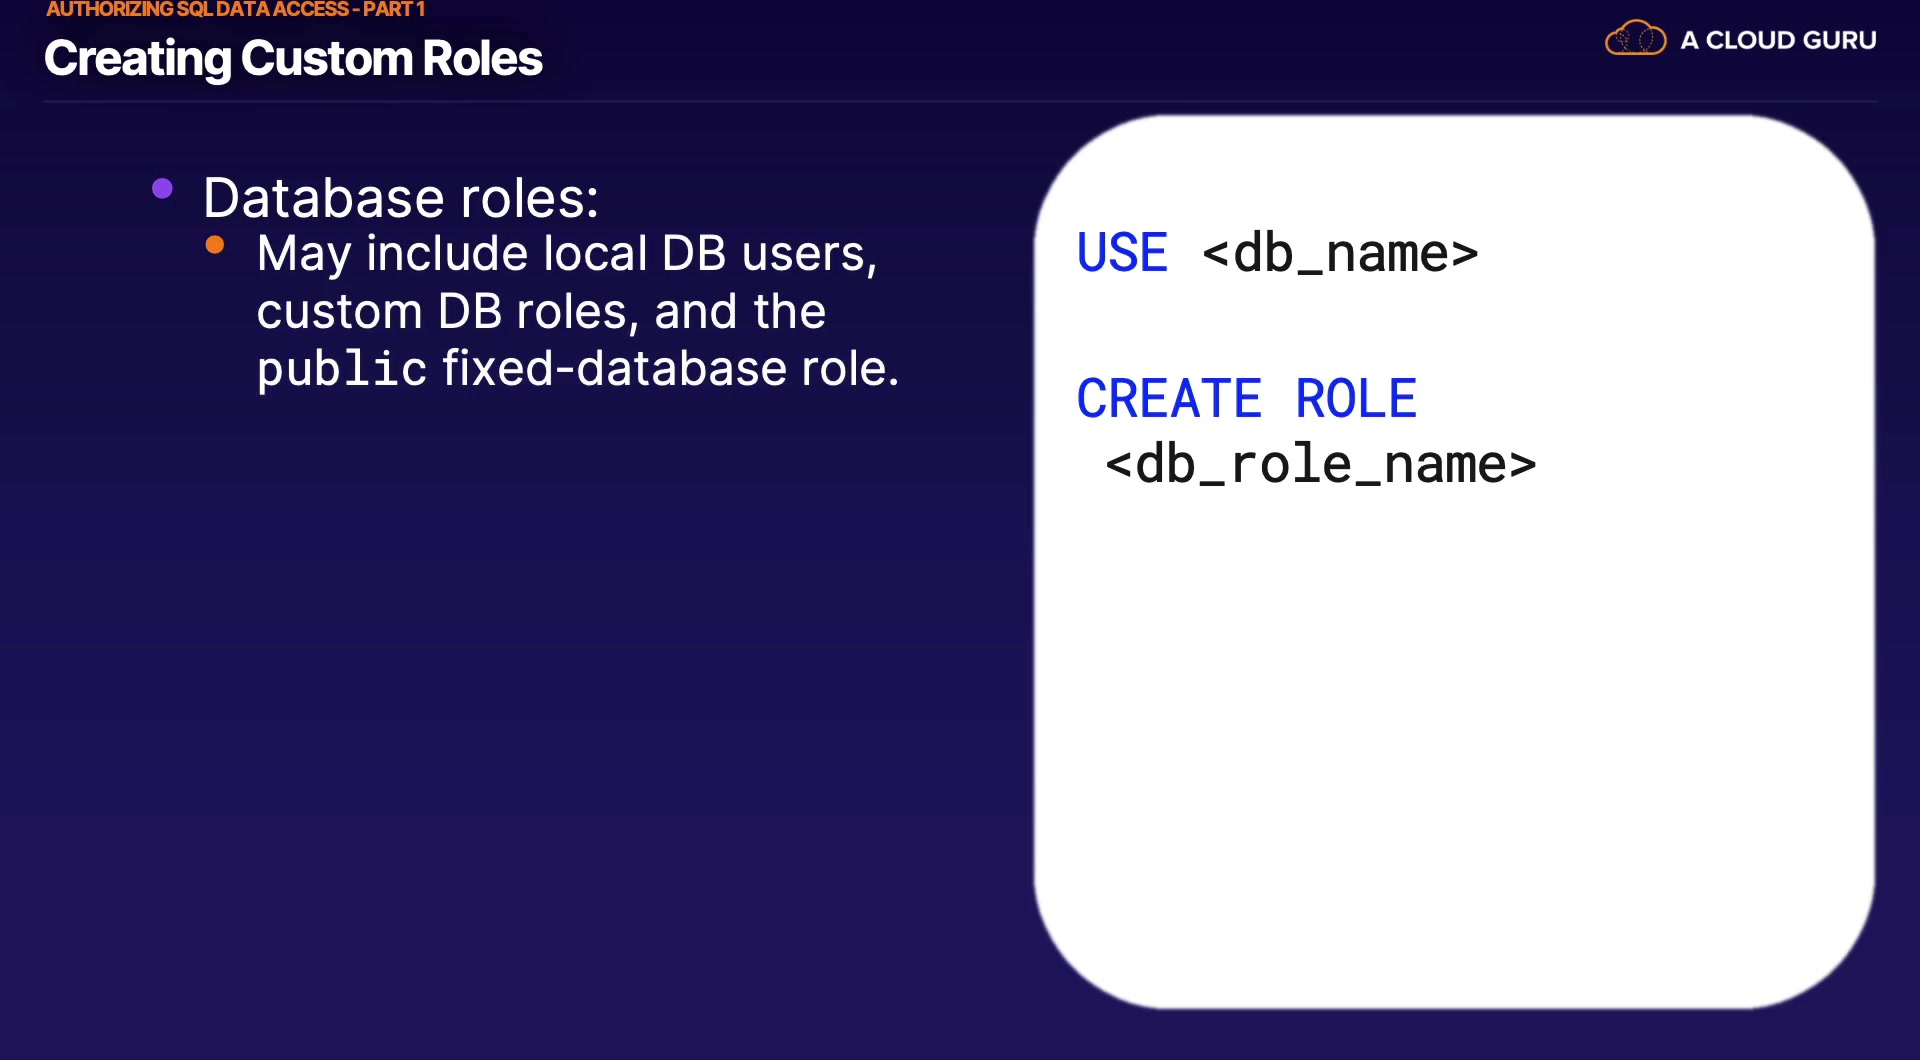 AUTHORIZING SQL DATA ACCESS - PART 1
Creating Custom Roles
A CLOUD GURU
Database roles:
May include local DB users,
custom DB roles, and the
public fixed-database role.
USE <db_name>
CREATE ROLE
<db_role_name>